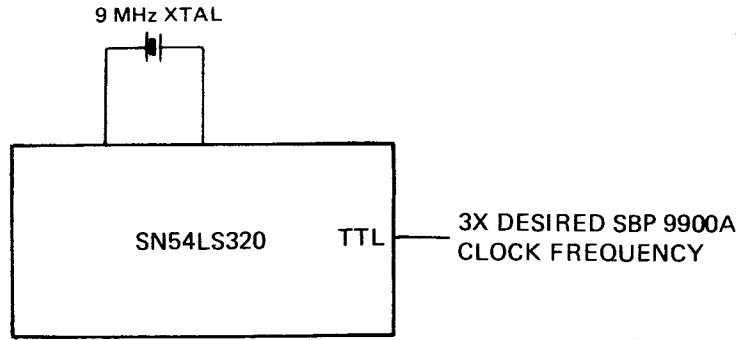 9 MHz XTAL
SN54LS320
TTL
3X DESIRED SBP 9900A
CLOCK FREQUENCY